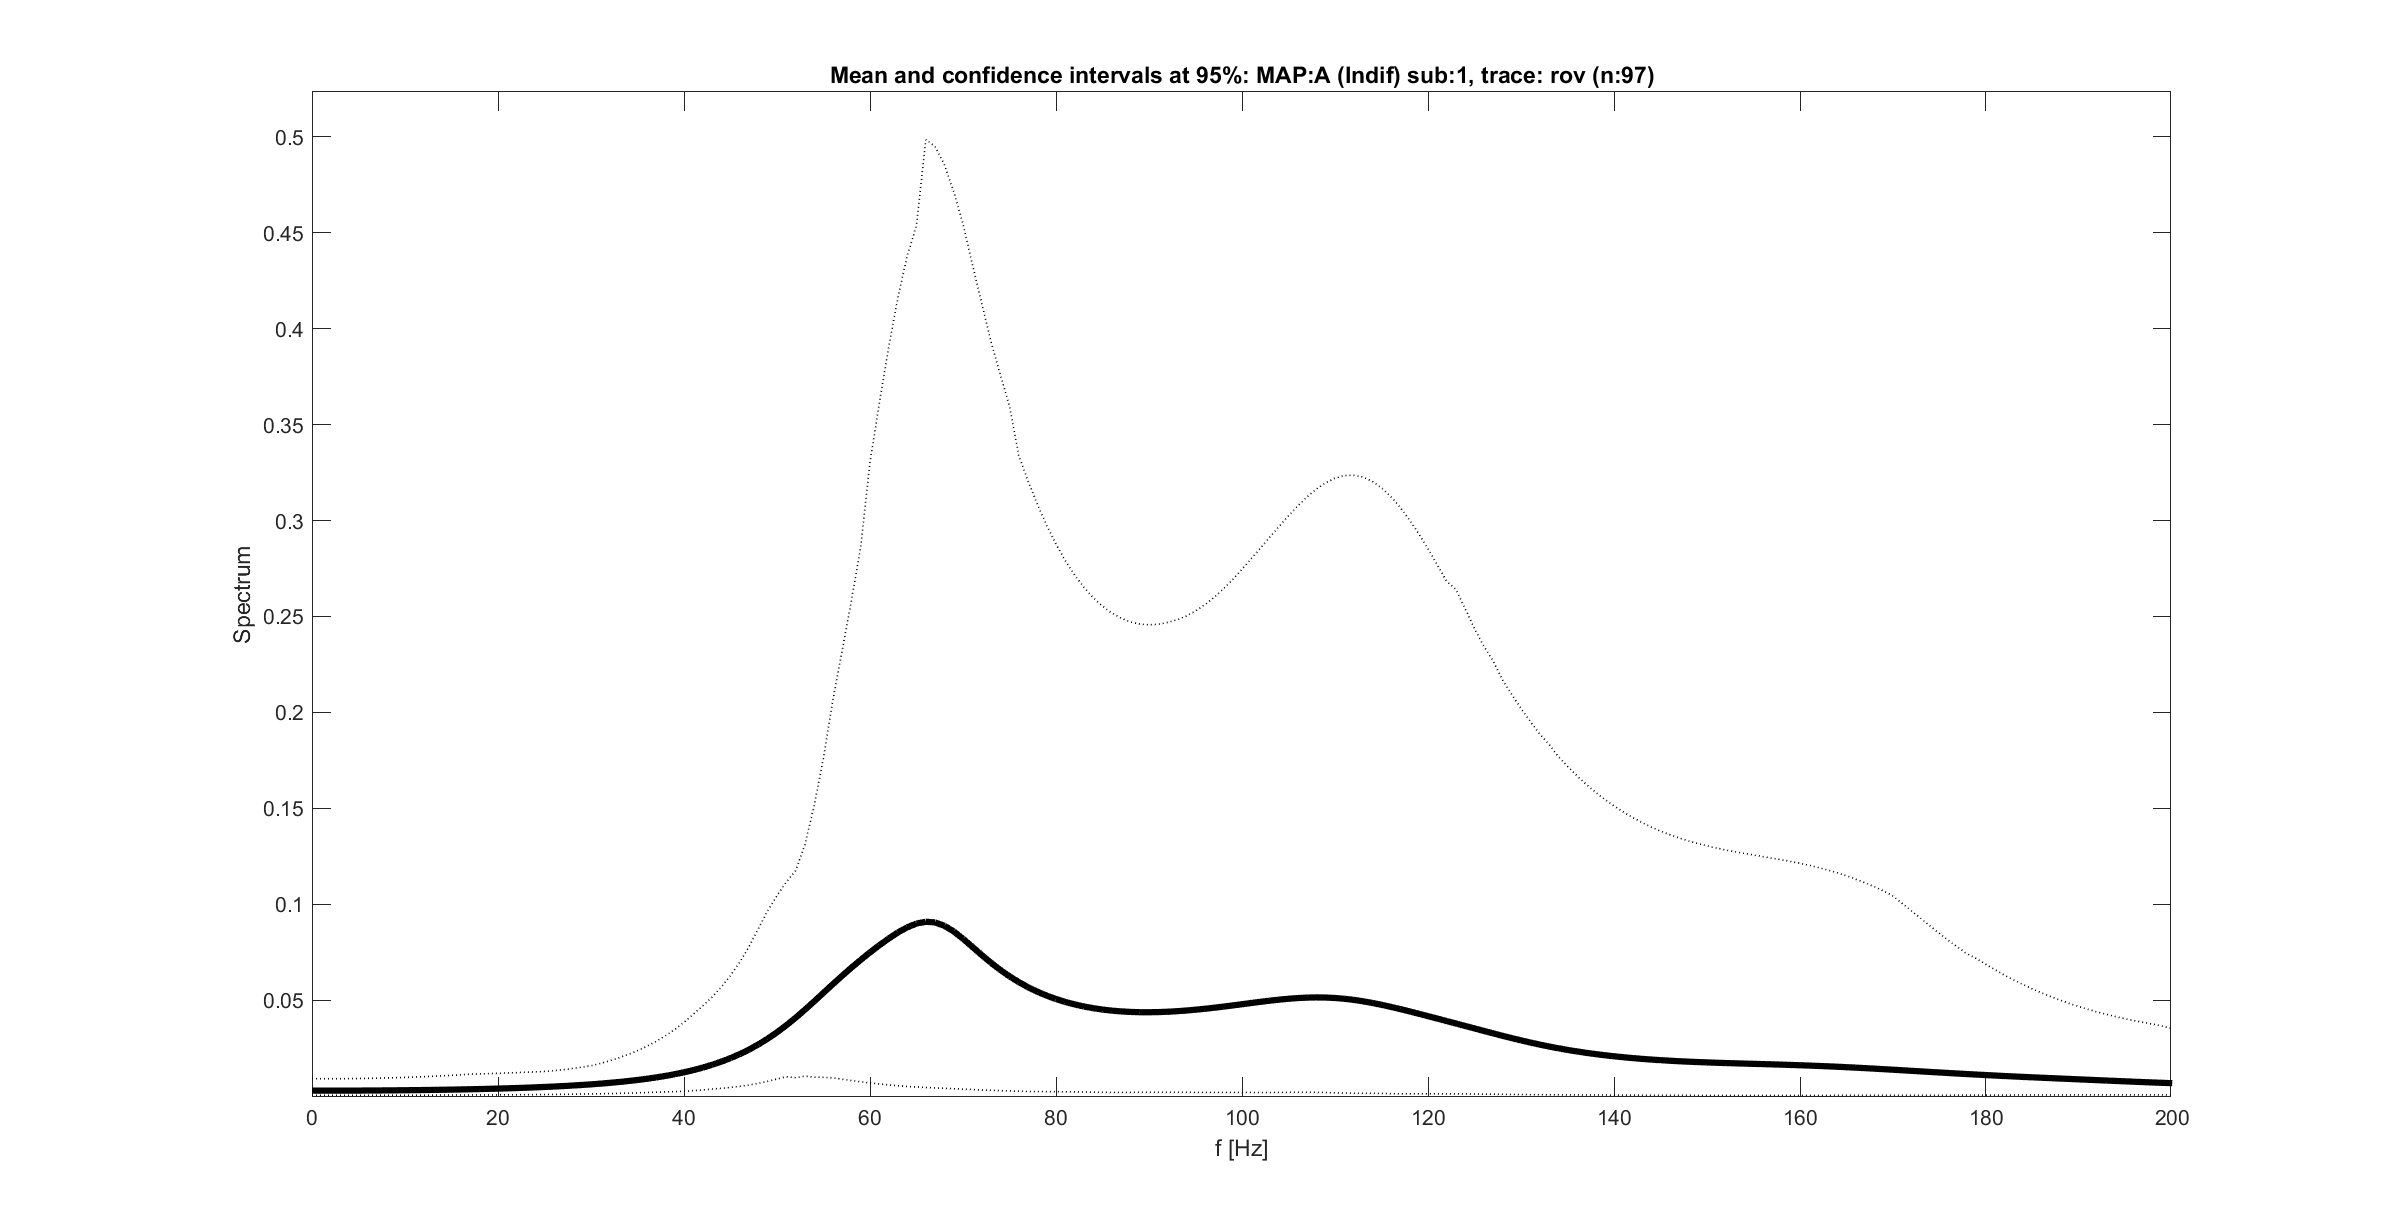 Mean and confidence intervals at 95%: MAP:A (Indif) sub:1, trace: rov (n:97)
0.5
0.45
0.4
0.35
0.3
0.25
0.2
0.15
0.1
0.05
Spectrum
0 20 40 60 80 100 120 140 160 180 200
f [Hz]